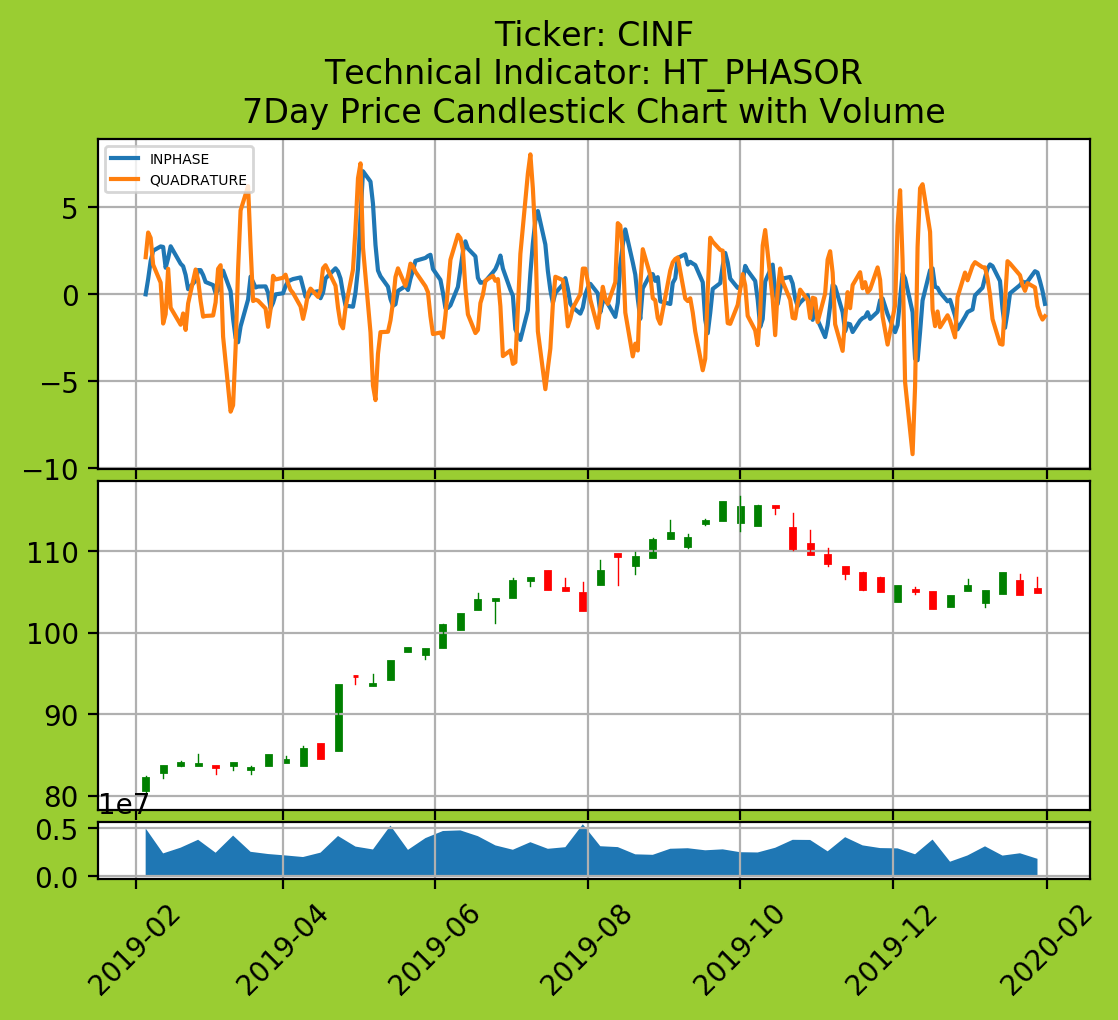 Ticker: CINF
Technical Indicator: HT_PHASOR
7Day Price Candlestick Chart with Volume
INPHASE
QUADRATURE
5
0
−5
−10
110
100
90
80
1e7
0.5
0.0
2019-02
2019-04
2019-06
2019-08
2019-10
2019-12
2020-02